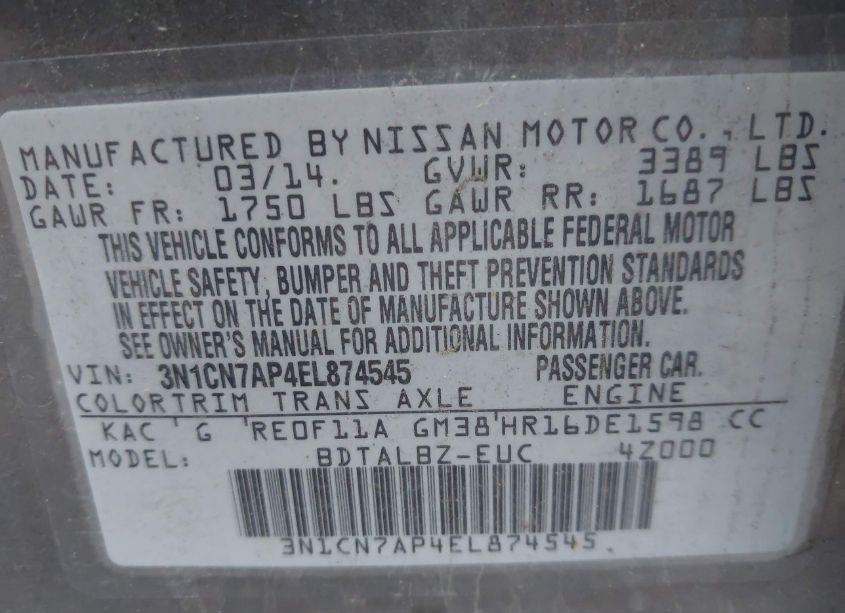 MANUFACTURED BY NISSAN MOTOR CO., LTD.
DATE: 03/14. GVWR: 3389 LBS
GAWR FR: 1750 LBS GAWR RR: 1687 LBS
THIS VEHICLE CONFORMS TO ALL APPLICABLE FEDERAL MOTOR
VEHICLE SAFETY, BUMPER AND THEFT PREVENTION STANDARDS
IN EFFECT ON THE DATE OF MANUFACTURE SHOWN ABOVE.
SEE OWNER'S MANUAL FOR ADDITIONAL INFORMATION.
VIN: 3N1CN7AP4EL874545 PASSENGER CAR.
COLORTRIM TRANS AXLE ENGINE
KAC ' G 'RE0F11A GM38'HR16DE1598 CC
MODEL: BDTALBZ-EUC 4Z000
3N1CN7AP4EL874545.